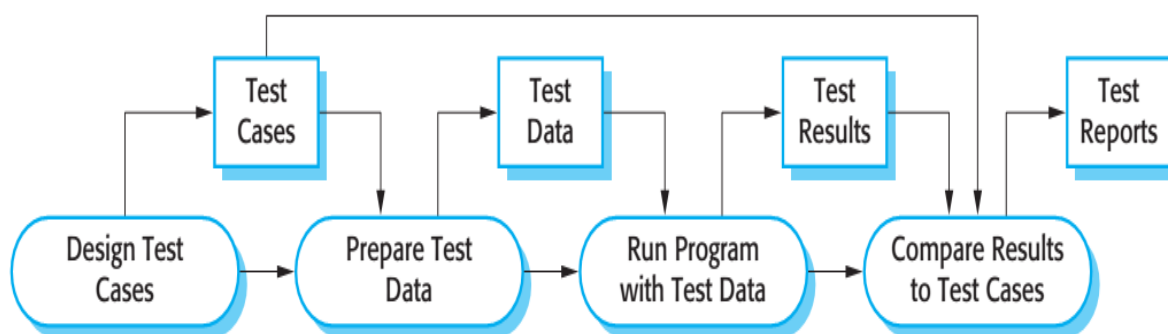 Test
Cases
Test
Data
Test
Results
Test
Reports
Design Test
Cases
Prepare Test
Data
Run Program
with Test Data
Compare Results
to Test Cases